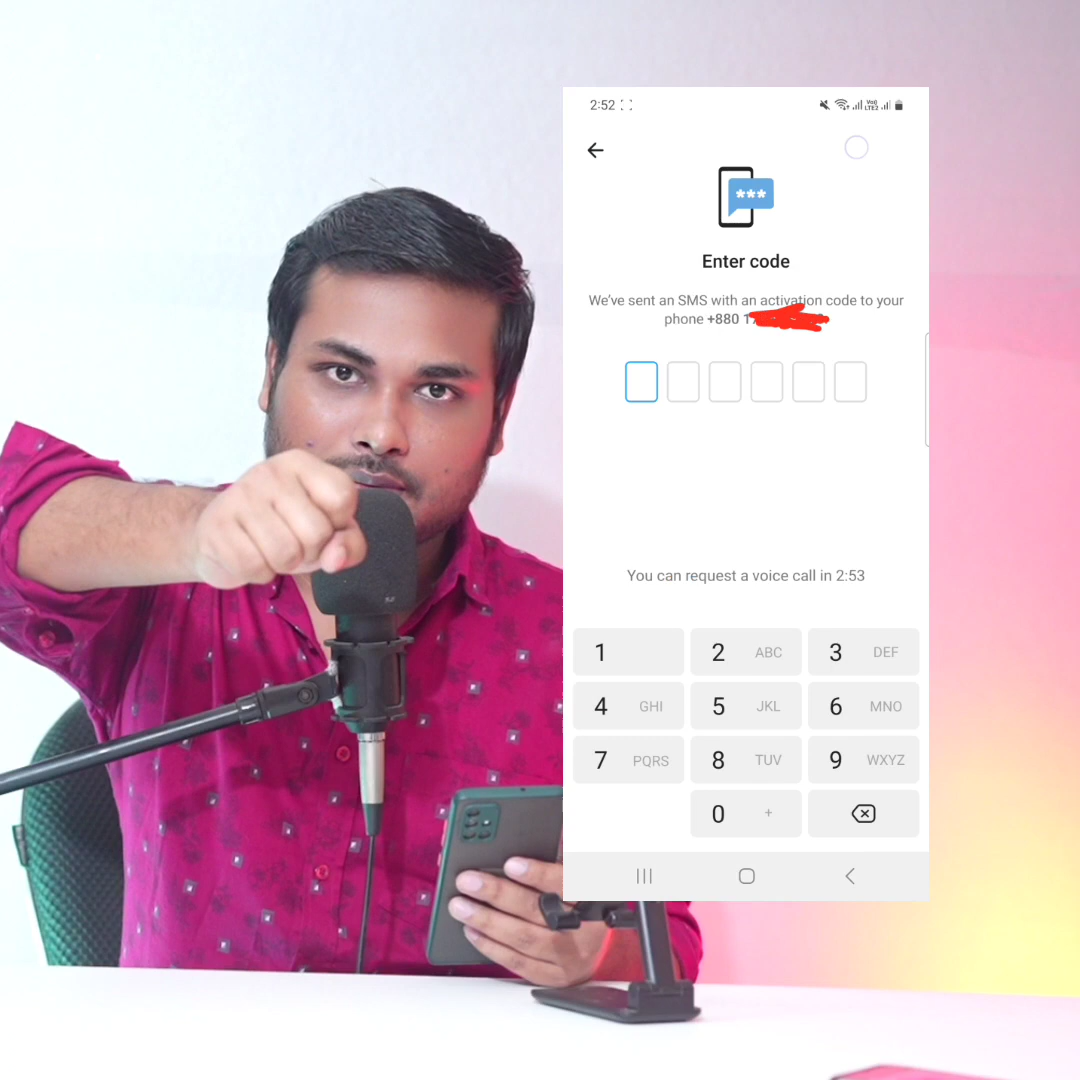 2:52
Vo))
LTE2
***
Enter code
We've sent an SMS with an activation code to your
phone +880 1
You can request a voice call in 2:53
1
2 ABC
3 DEF
4 GHI
5 JKL
6 MNO
7 PQRS
8 TUV
9 WXYZ
0 +